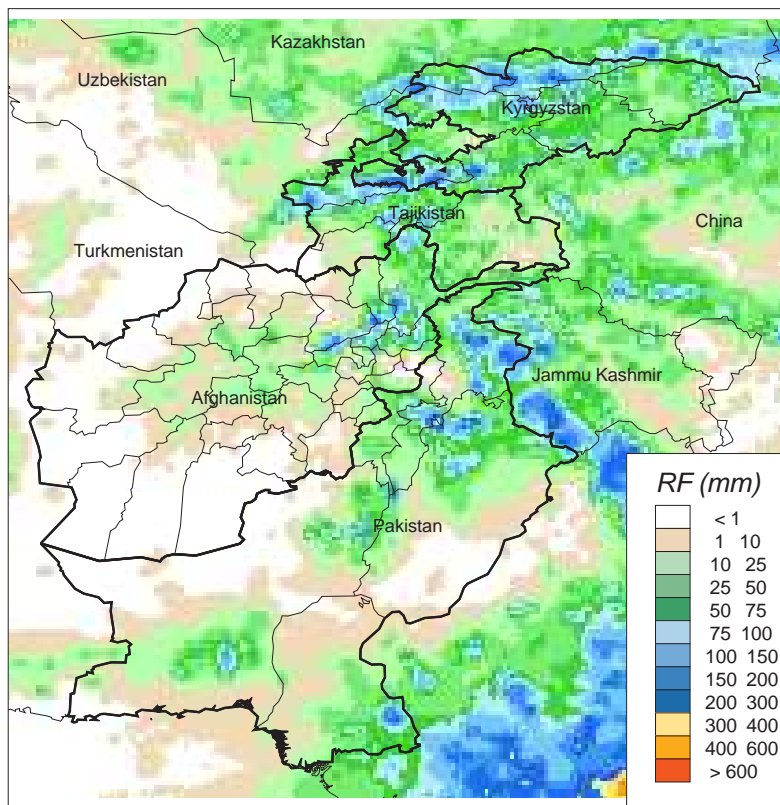 Kazakhstan
Uzbekistan
Kyrgyzstan
Tajikistan
China
Turkmenistan
Jammu Kashmir
Afghanistan
Pakistan
RF (mm)
< 1
1 10
10 25
25 50
50 75
75 100
100 150
150 200
200 300
300 400
400 600
> 600